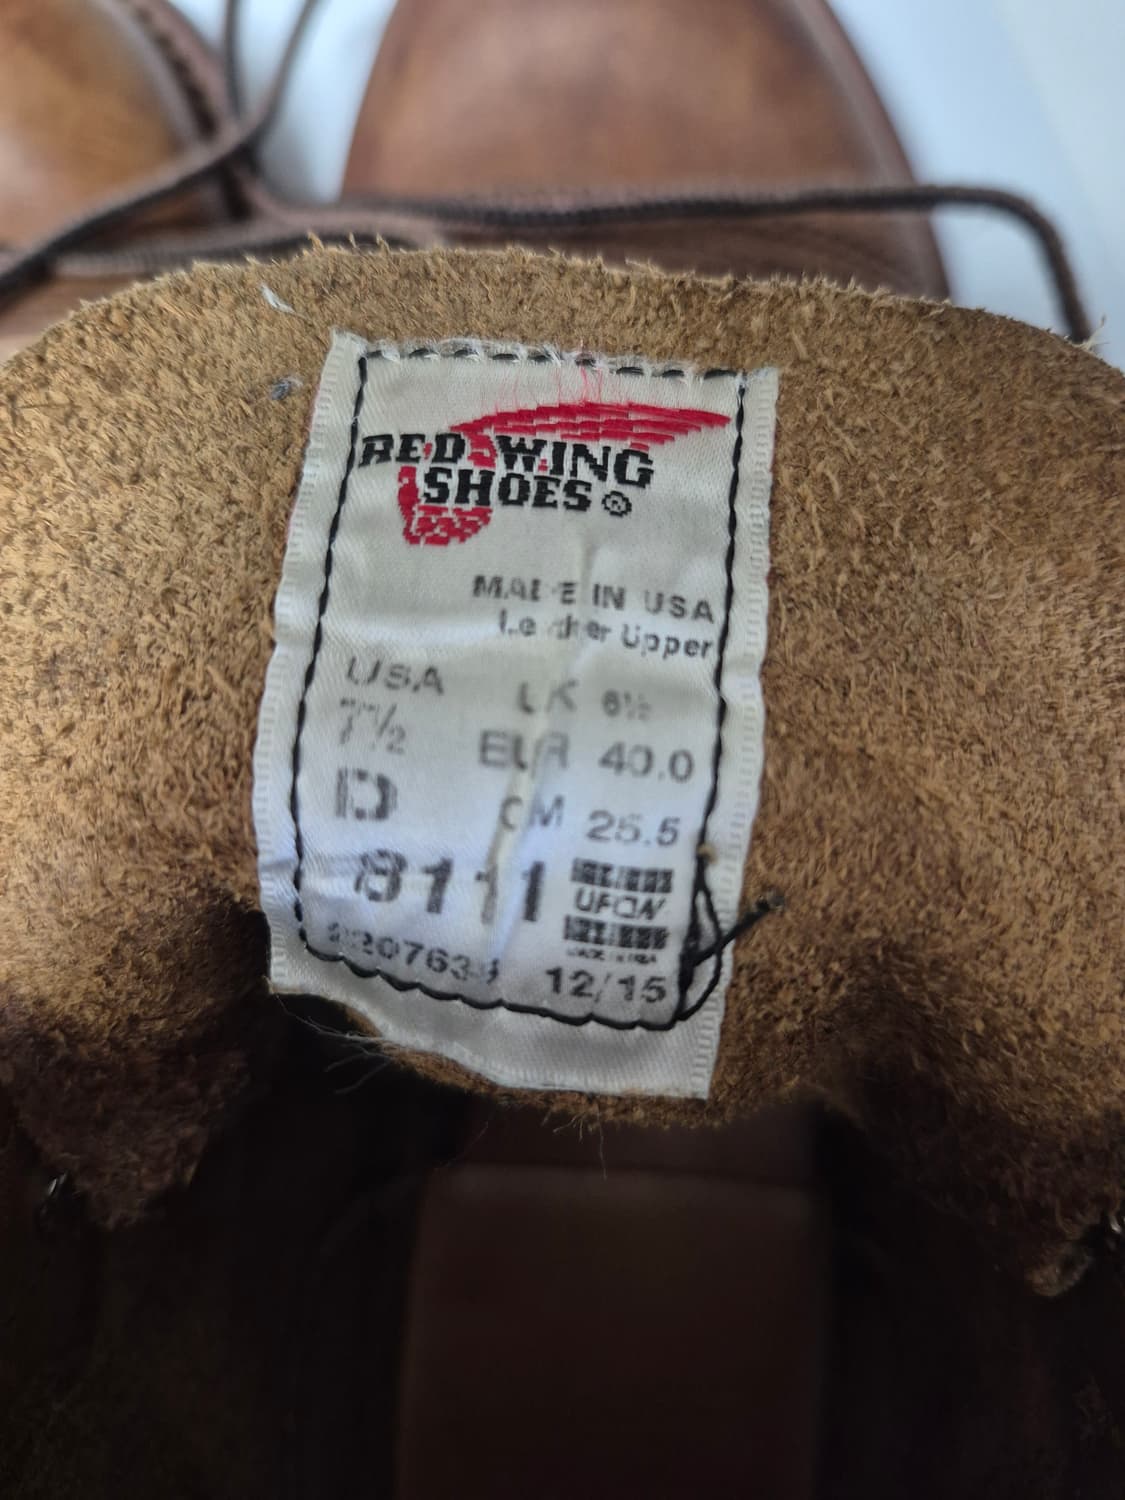 RED WING
SHOES®
MADE IN USA
Leather Upper
USA
7½
D
UK 6½
EUR 40.0
CM 25.5
8111
UFCW
12/15